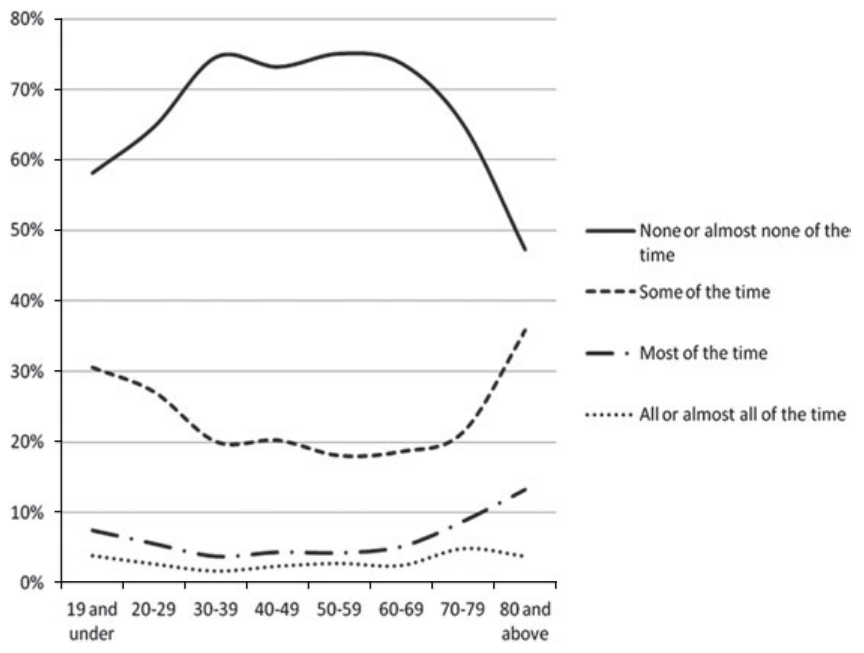 80%
70%
60%
50%
40%
30%
20%
10%
0%
19 and under
20-29
30-39
40-49
50-59
60-69
70-79
80 and above
None or almost none of the
time
Some of the time
Most of the time
All or almost all of the time